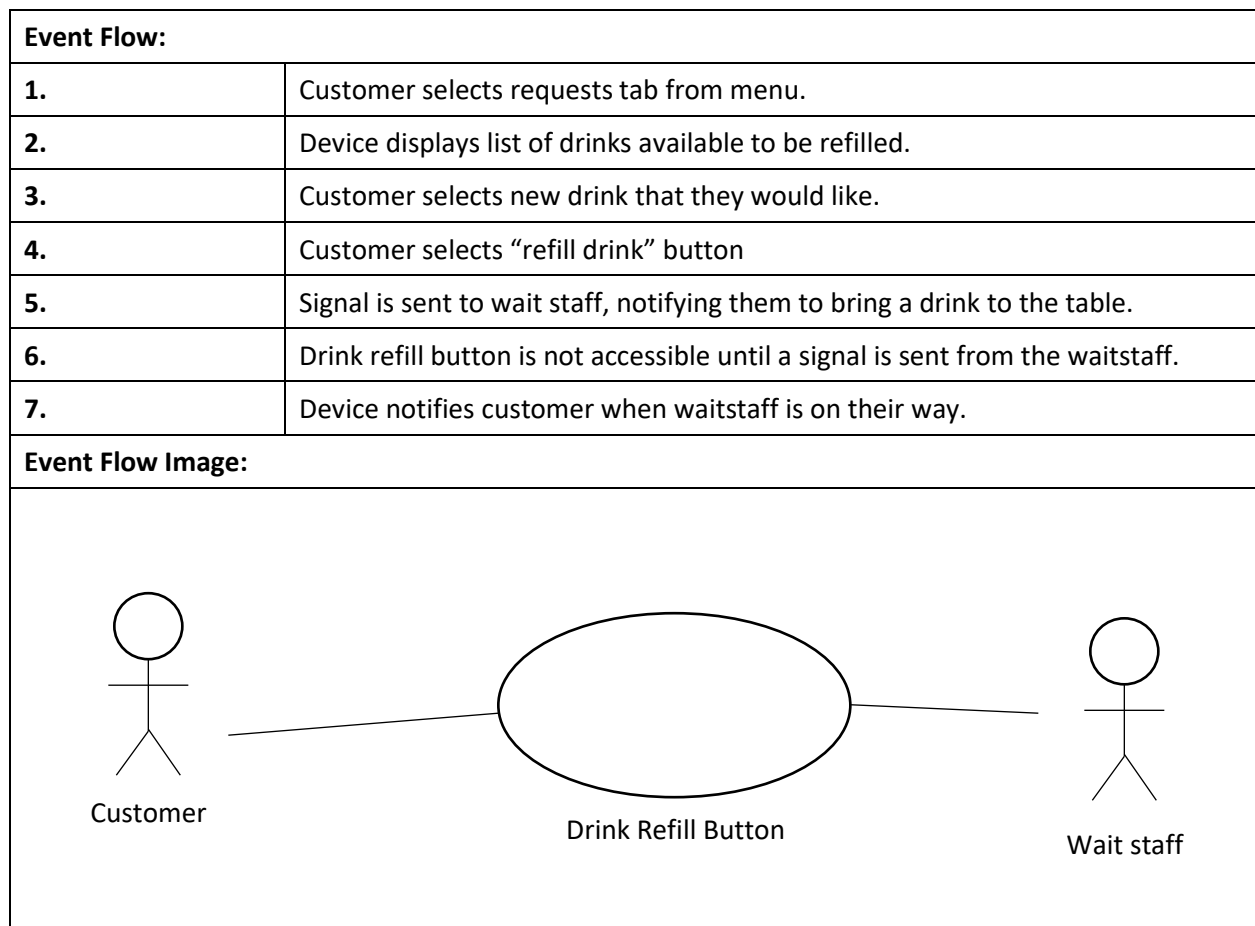 Event Flow:
1. Customer selects requests tab from menu.
2. Device displays list of drinks available to be refilled.
3. Customer selects new drink that they would like.
4. Customer selects “refill drink” button
5. Signal is sent to wait staff, notifying them to bring a drink to the table.
6. Drink refill button is not accessible until a signal is sent from the waitstaff.
7. Device notifies customer when waitstaff is on their way.
Event Flow Image:
Customer
Drink Refill Button
Wait staff